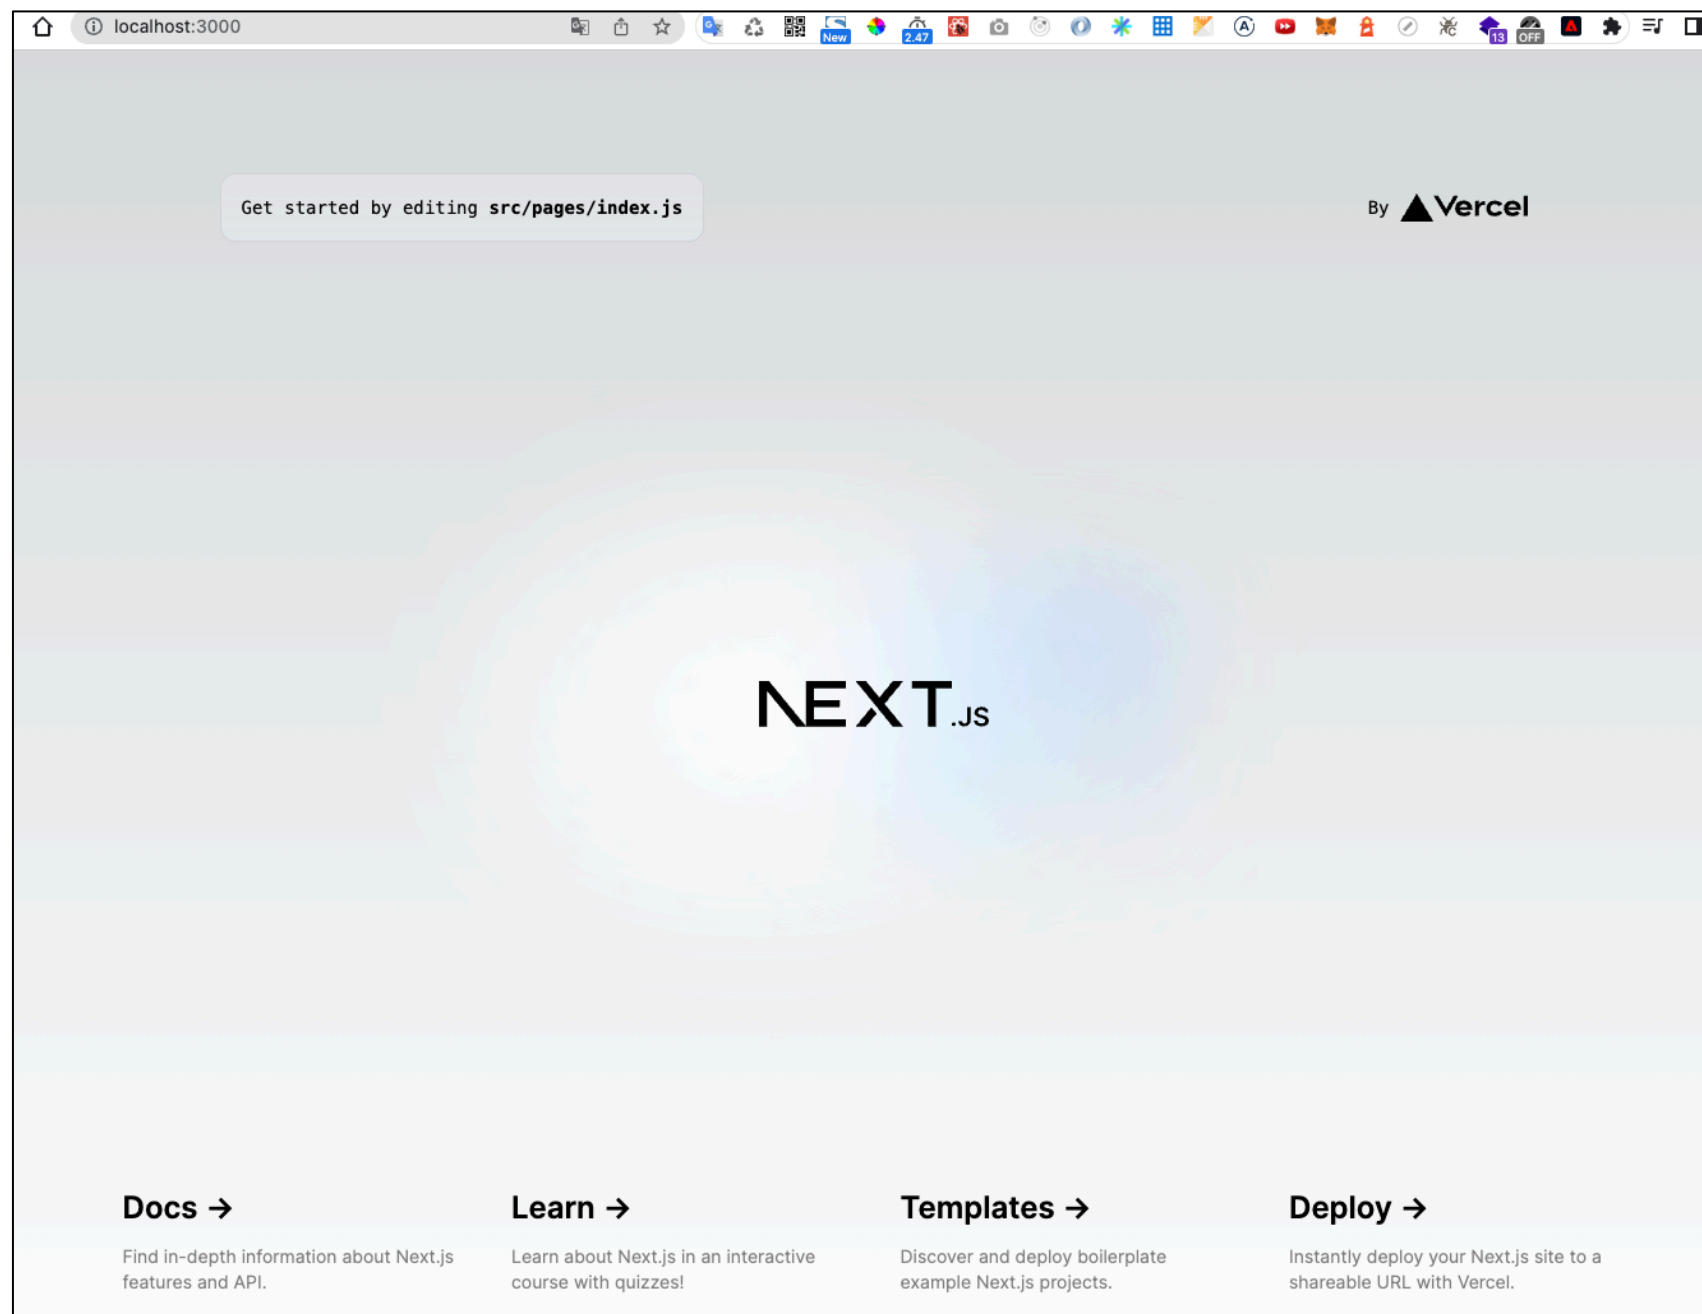 localhost:3000
New
2.47
13
OFF
Get started by editing src/pages/index.js
By Vercel
NEXT.JS
Docs →
Find in-depth information about Next.js
features and API.
Learn →
Learn about Next.js in an interactive
course with quizzes!
Templates →
Discover and deploy boilerplate
example Next.js projects.
Deploy →
Instantly deploy your Next.js site to a
shareable URL with Vercel.